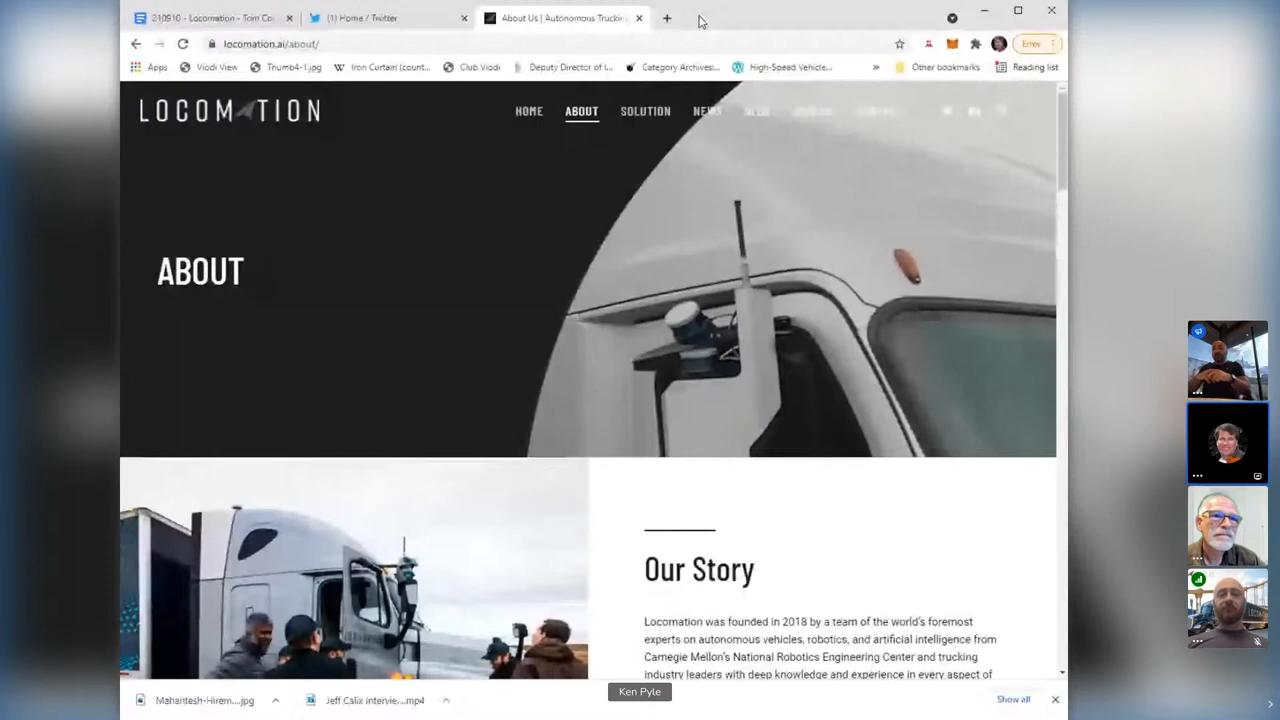 210910 - Locomation - Tom Co
(1) Home / Twitter
About Us | Autonomous Truckin
locomation.ai/about/
Error
Apps
Viodi View
Thumb4-1.jpg
Iron Curtain (count...
Club Viodi
Deputy Director of I...
Category Archives:...
High-Speed Vehicle...
»
Other bookmarks
Reading list
LOCOMATION
HOME
ABOUT
SOLUTION
NEWS
ABOUT
Our Story
Locomation was founded in 2018 by a team of the world's foremost
experts on autonomous vehicles, robotics, and artificial intelligence from
Carnegie Mellon's National Robotics Engineering Center and trucking
industry leaders with deep knowledge and experience in every aspect of
Mahantesh-Hirem....jpg
Jeff Calix Intervie....mp4
Ken Pyle
Show all